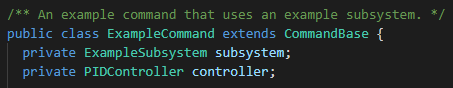 /** An example command that uses an example subsystem. */
public class ExampleCommand extends CommandBase {
  private ExampleSubsystem subsystem;
  private PIDController controller;